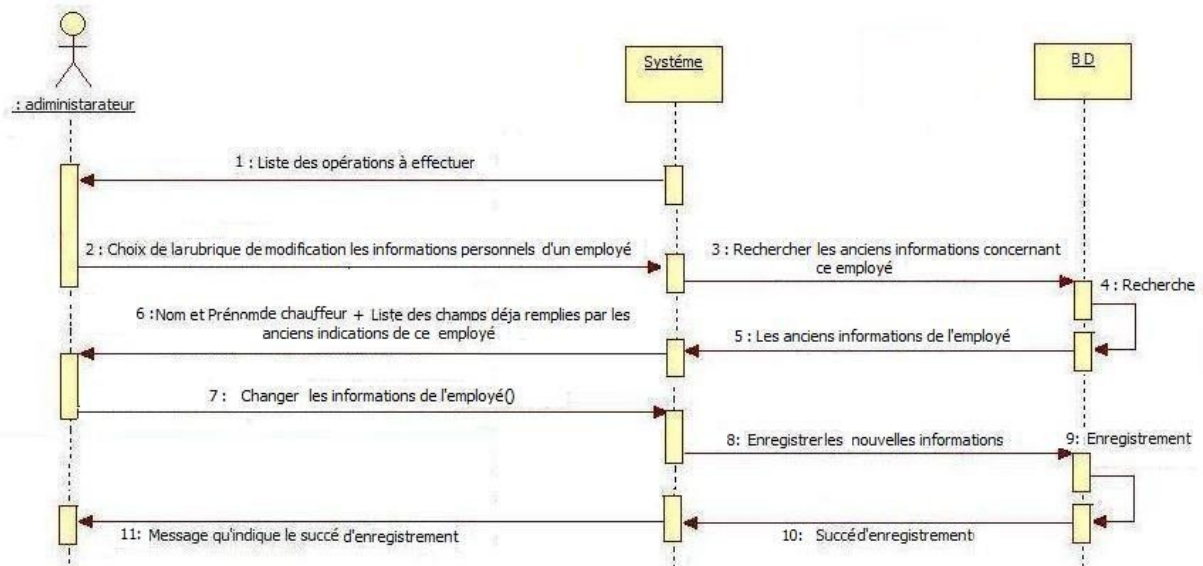 Systéme
B D
: adiministarateur
1 : Liste des opérations à effectuer
2 : Choix de larubrique de modification les informations personnels d'un employé
3 : Rechercher les anciens informations concernant
ce employé
4 : Recherche
6 :Nom et Prénomde chauffeur + Liste des champs déja remplies par les
anciens indications de ce employé
5 : Les anciens informations de l'employé
7 : Changer les informations de l'employé()
8: Enregistrerles nouvelles informations
9: Enregistrement
11: Message qu'indique le succé d'enregistrement
10: Succéd'enregistrement